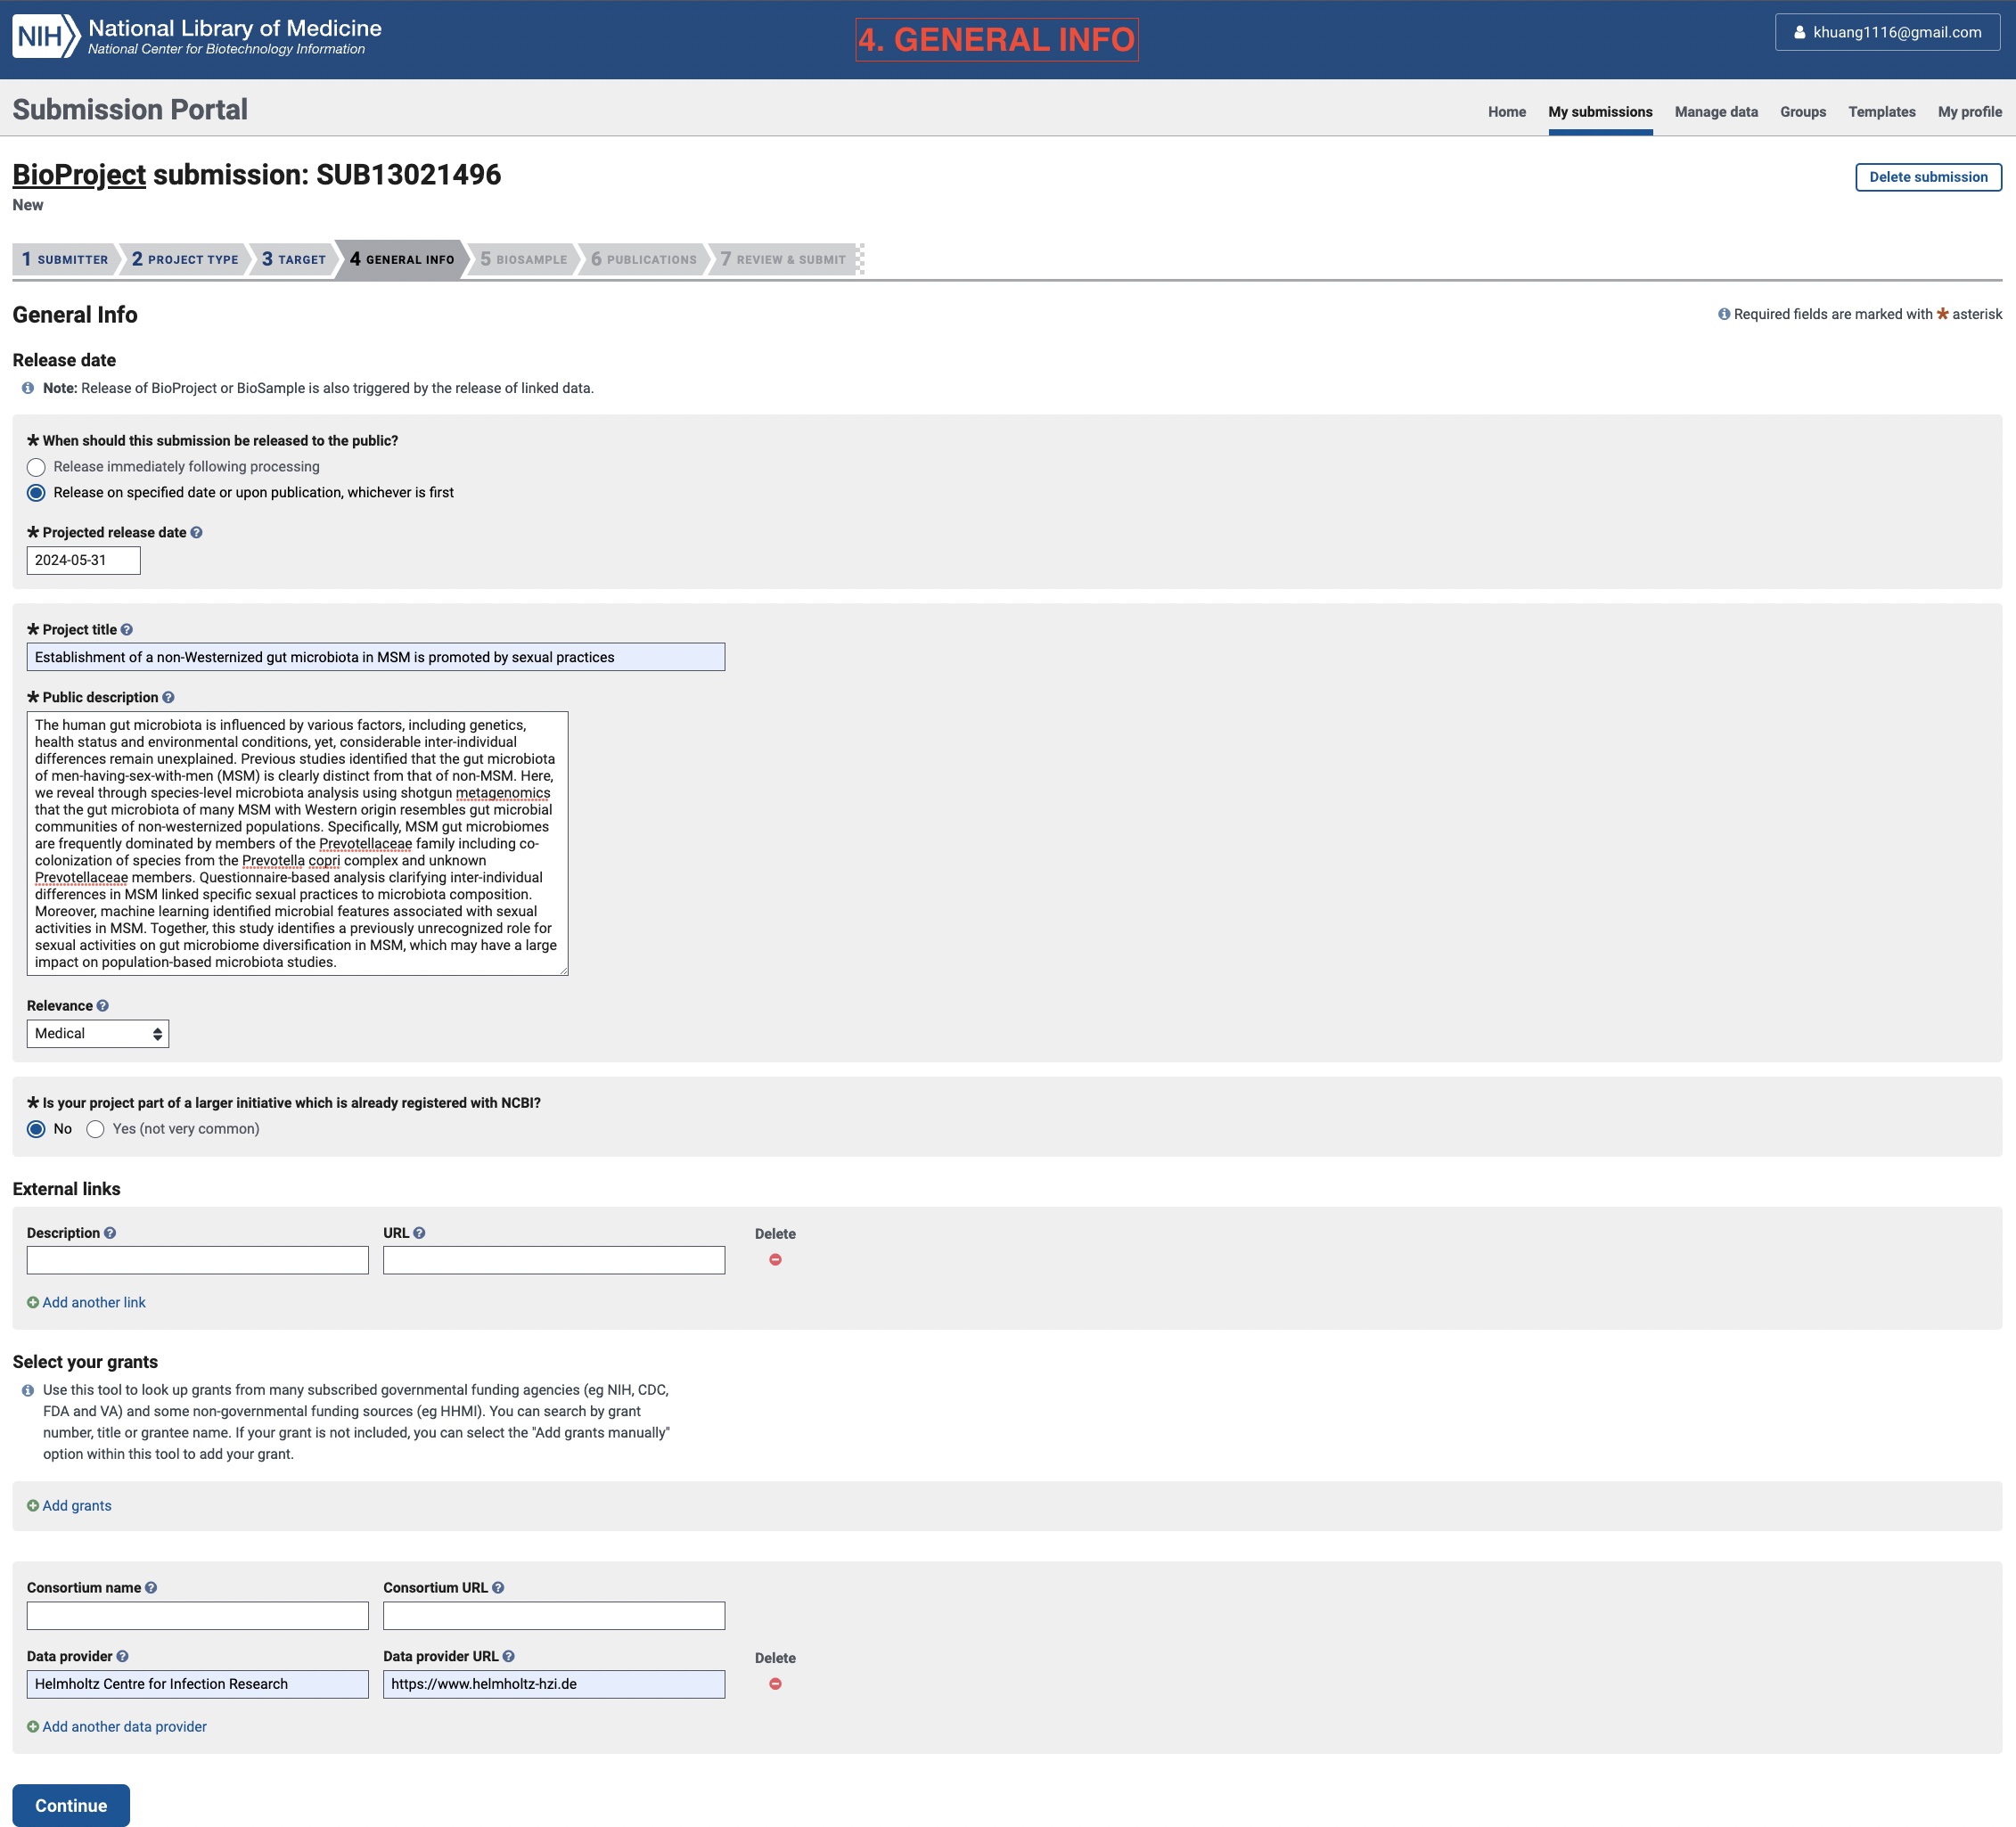 NIH National Library of Medicine
National Center for Biotechnology Information
4. GENERAL INFO
khuang1116@gmail.com
Submission Portal
Home My submissions Manage data Groups Templates My profile
BioProject submission: SUB13021496
Delete submission
New
1 SUBMITTER 2 PROJECT TYPE 3 TARGET 4 GENERAL INFO 5 BIOSAMPLE 6 PUBLICATIONS 7 REVIEW & SUBMIT
General Info
Required fields are marked with * asterisk
Release date
Note: Release of BioProject or BioSample is also triggered by the release of linked data.
* When should this submission be released to the public?
Release immediately following processing
Release on specified date or upon publication, whichever is first
* Projected release date
2024-05-31
* Project title
Establishment of a non-Westernized gut microbiota in MSM is promoted by sexual practices
* Public description
The human gut microbiota is influenced by various factors, including genetics,
health status and environmental conditions, yet, considerable inter-individual
differences remain unexplained. Previous studies identified that the gut microbiota
of men-having-sex-with-men (MSM) is clearly distinct from that of non-MSM. Here,
we reveal through species-level microbiota analysis using shotgun metagenomics
that the gut microbiota of many MSM with Western origin resembles gut microbial
communities of non-westernized populations. Specifically, MSM gut microbiomes
are frequently dominated by members of the Prevotellaceae family including co-
colonization of species from the Prevotella copri complex and unknown
Prevotellaceae members. Questionnaire-based analysis clarifying inter-individual
differences in MSM linked specific sexual practices to microbiota composition.
Moreover, machine learning identified microbial features associated with sexual
activities in MSM. Together, this study identifies a previously unrecognized role for
sexual activities on gut microbiome diversification in MSM, which may have a large
impact on population-based microbiota studies.
Relevance
Medical
* Is your project part of a larger initiative which is already registered with NCBI?
No Yes (not very common)
External links
Description URL Delete
Add another link
Select your grants
Use this tool to look up grants from many subscribed governmental funding agencies (eg NIH, CDC,
FDA and VA) and some non-governmental funding sources (eg HHMI). You can search by grant
number, title or grantee name. If your grant is not included, you can select the "Add grants manually"
option within this tool to add your grant.
Add grants
Consortium name Consortium URL
Data provider Data provider URL Delete
Helmholtz Centre for Infection Research https://www.helmholtz-hzi.de
Add another data provider
Continue